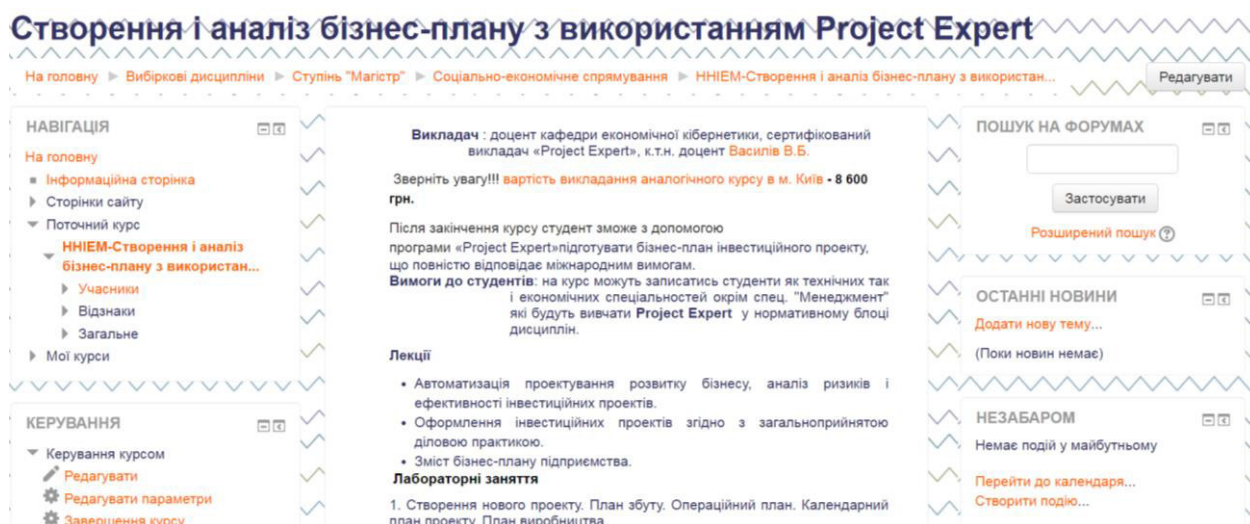 Створення і аналіз бізнес-плану з використанням Project Expert
На головну ► Вибіркові дисципліни ► Ступінь "Магістр" ► Соціально-економічне спрямування ► ННІЕМ-Створення і аналіз бізнес-плану з використан...
Редагувати
НАВІГАЦІЯ
На головну
Інформаційна сторінка
Сторінки сайту
Поточний курс
ННІЕМ-Створення і аналіз
бізнес-плану з використан...
Учасники
Відзнаки
Загальне
Мої курси
КЕРУВАННЯ
Керування курсом
Редагувати
Редагувати параметри
Завершення курсу
Викладач : доцент кафедри економічної кібернетики, сертифікований
викладач «Project Expert», к.т.н. доцент Василів В.Б.
Зверніть увагу!!! вартість викладання аналогічного курсу в м. Київ - 8 600
грн.
Після закінчення курсу студент зможе з допомогою
програми «Project Expert»підготувати бізнес-план інвестиційного проекту,
що повністю відповідає міжнародним вимогам.
Вимоги до студентів: на курс можуть записатись студенти як технічних так
і економічних спеціальностей окрім спец. "Менеджмент"
які будуть вивчати Project Expert у нормативному блоці
дисциплін.
Лекції
• Автоматизація проектування розвитку бізнесу, аналіз ризиків і
ефективності інвестиційних проектів.
• Оформлення інвестиційних проектів згідно з загальноприйнятою
діловою практикою.
• Зміст бізнес-плану підприємства.
Лабораторні заняття
1. Створення нового проекту. План збуту. Операційний план. Календарний
план проекту. План виробництва
ПОШУК НА ФОРУМАХ
Застосувати
Розширений пошук
ОСТАННІ НОВИНИ
Додати нову тему...
(Поки новин немає)
НЕЗАБАРОМ
Немає подій у майбутньому
Перейти до календаря...
Створити подію...